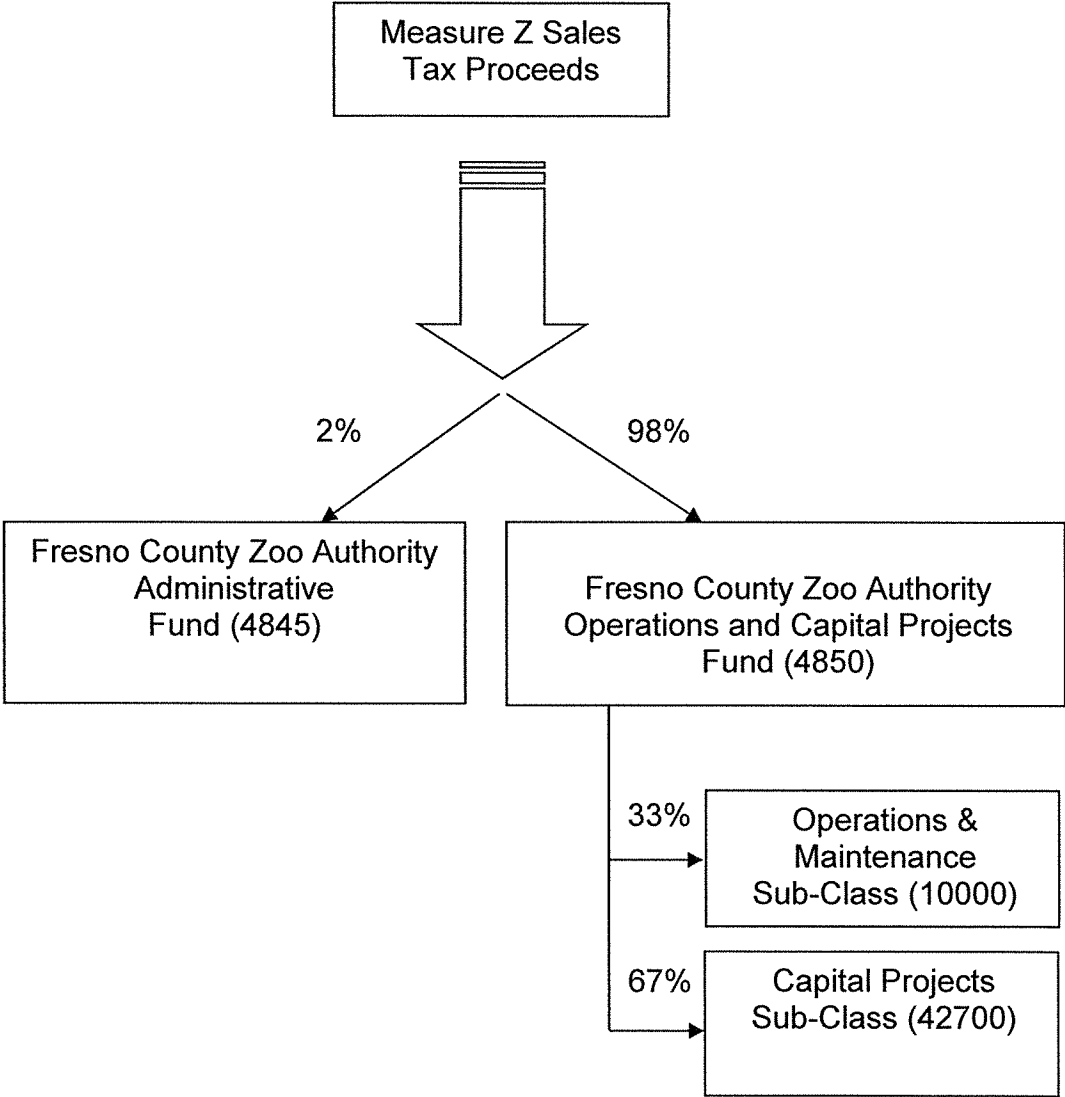 Measure Z Sales
Tax Proceeds
2%
98%
Fresno County Zoo Authority
Administrative
Fund (4845)
Fresno County Zoo Authority
Operations and Capital Projects
Fund (4850)
33%
Operations &
Maintenance
Sub-Class (10000)
67%
Capital Projects
Sub-Class (42700)